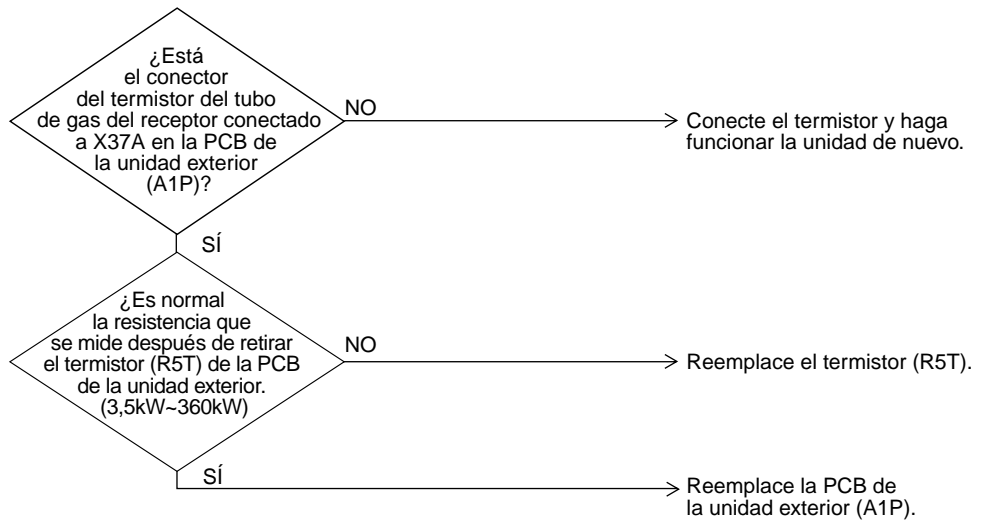 ¿Está
el conector
del termistor del tubo
de gas del receptor conectado
a X37A en la PCB de
la unidad exterior
(A1P)?
NO
Conecte el termistor y haga
funcionar la unidad de nuevo.
SÍ
¿Es normal
la resistencia que
se mide después de retirar
el termistor (R5T) de la PCB
de la unidad exterior.
(3,5kW~360kW)
NO
Reemplace el termistor (R5T).
SÍ
Reemplace la PCB de
la unidad exterior (A1P).